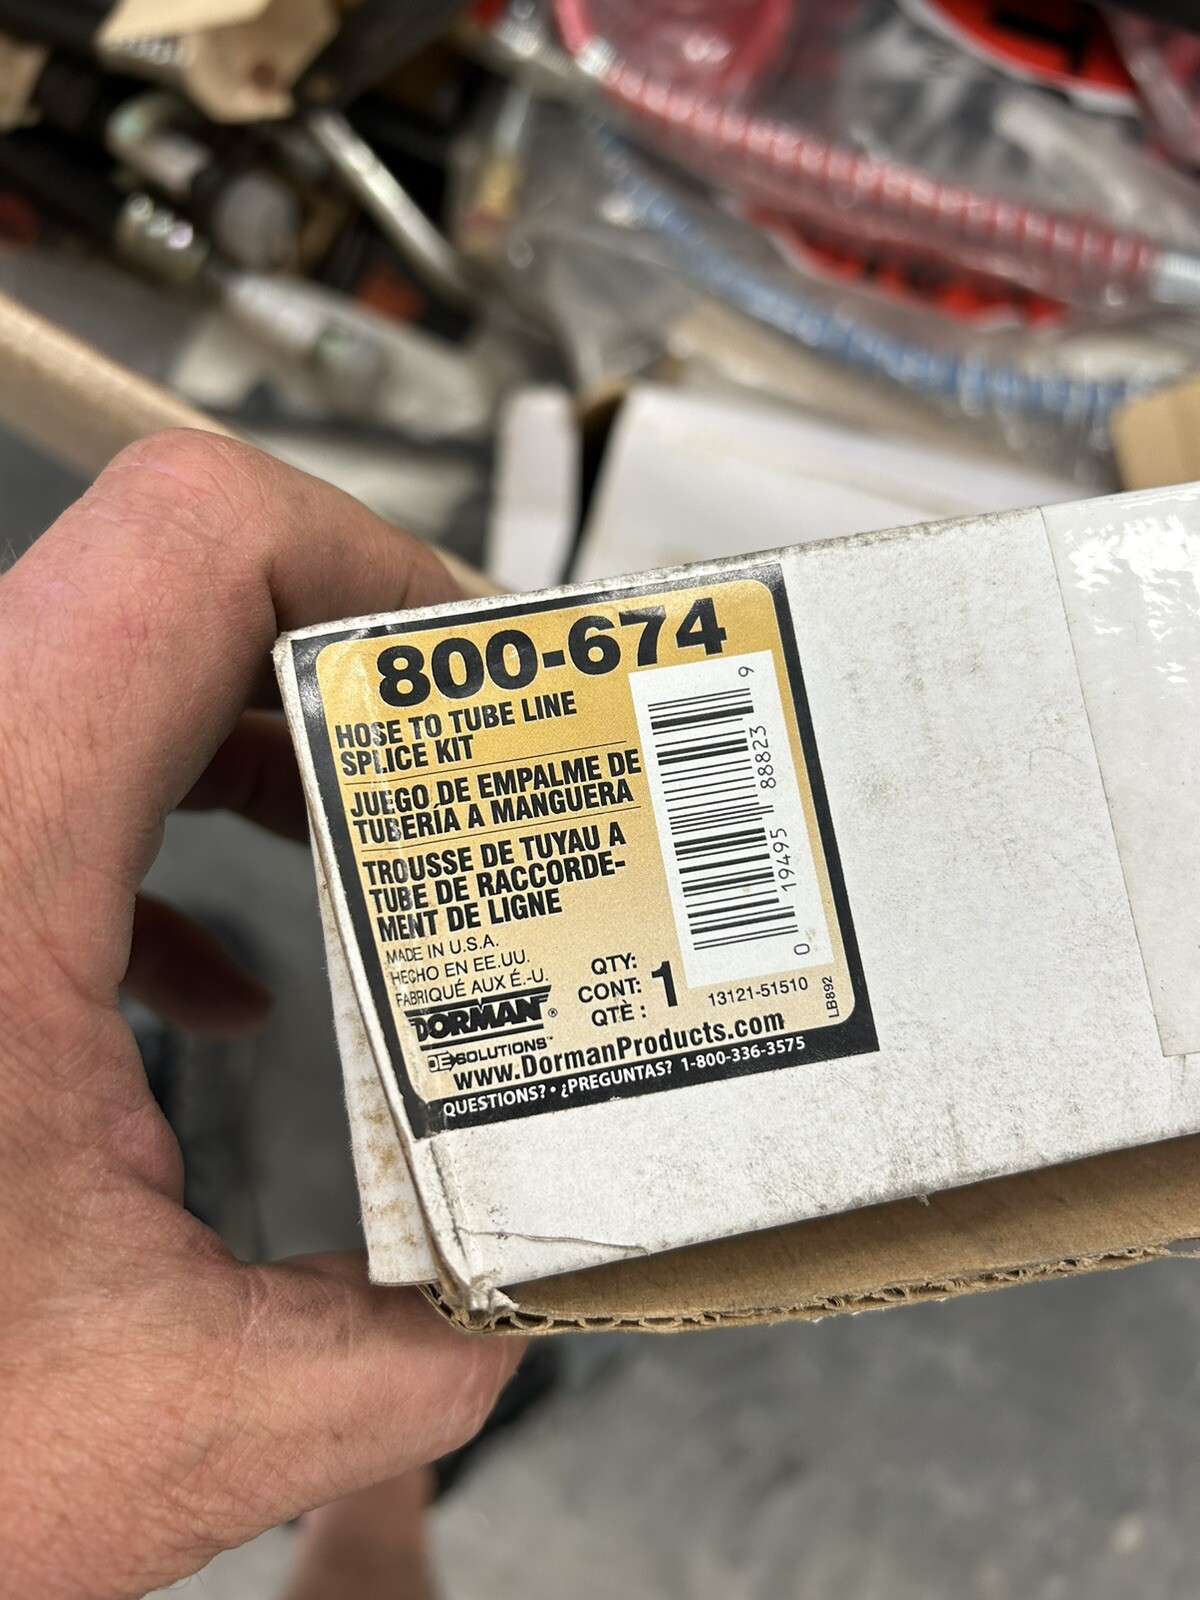 800-674
HOSE TO TUBE LINE
SPLICE KIT
JUEGO DE EMPALME DE
TUBERÍA A MANGUERA
TROUSSE DE TUYAU A
TUBE DE RACCORDE-
MENT DE LIGNE
MADE IN U.S.A.
HECHO EN EE.UU.
FABRIQUÉ AUX É.-U.
DORMAN®
OE SOLUTIONS™
QTY:
CONT: 1
QTÈ :
0 19495 88823 9
13121-51510
LB892
www.DormanProducts.com
QUESTIONS? • ¿PREGUNTAS? 1-800-336-3575